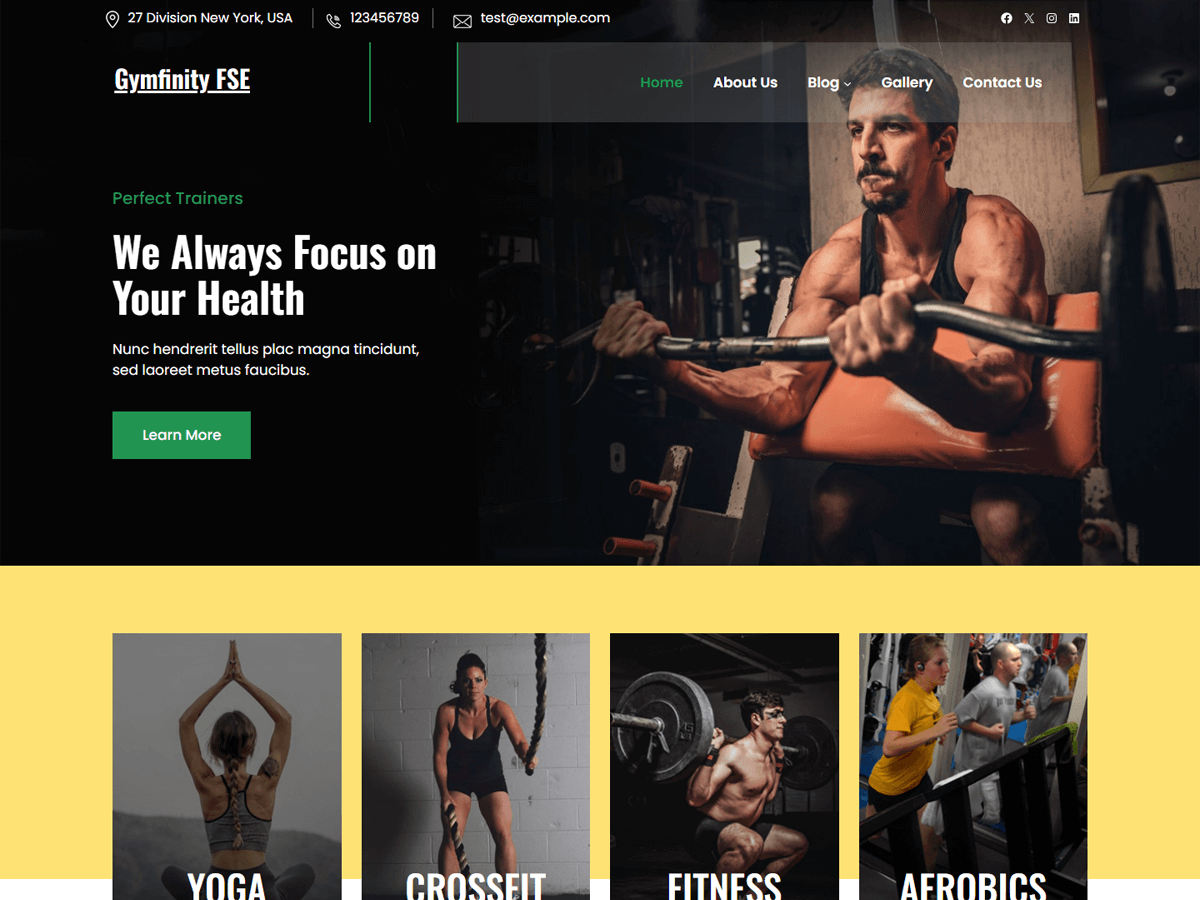 27 Division New York, USA
123456789
test@example.com
Gymfinity FSE
Home
About Us
Blog
Gallery
Contact Us
Perfect Trainers
We Always Focus on
Your Health
Nunc hendrerit tellus plac magna tincidunt,
sed laoreet metus faucibus.
Learn More
YOGA
CROSSFIT
FITNESS
AEROBICS